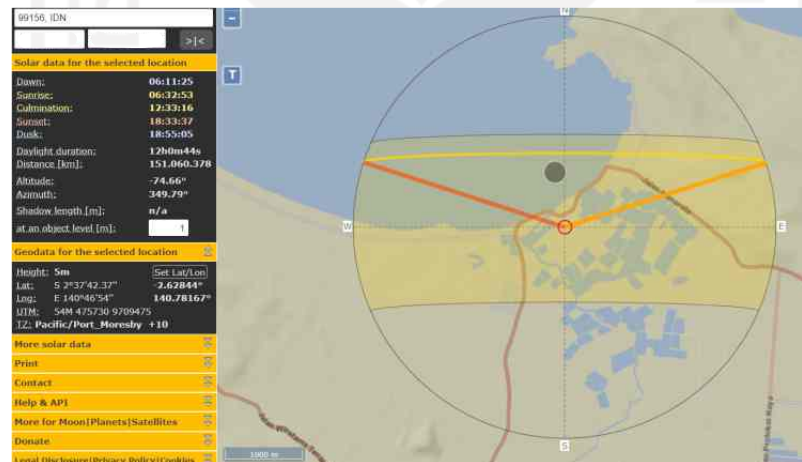 99156, IDN
>|<
Solar data for the selected location
Dawn: 06:11:25
Sunrise: 06:32:53
Culmination: 12:33:16
Sunset: 18:33:37
Dusk: 18:55:05
Daylight duration: 12h0m44s
Distance [km]: 151.060.378
Altitude: -74.66°
Azimuth: 349.79°
Shadow length [m]: n/a
at an object level [m]: 1
Geodata for the selected location
Height: 5m Set Lat/Lon
Lat: S 2°37'42.37" -2.62844°
Lng: E 140°46'54" 140.78167°
UTM: 54M 475730 9709475
TZ: Pacific/Port_Moresby +10
More solar data
Print
Contact
Help & API
More for Moon|Planets|Satellites
Donate
Legal Disclosure|Privacy Policy|Cookies
−
T
N
W
E
S
1000 m